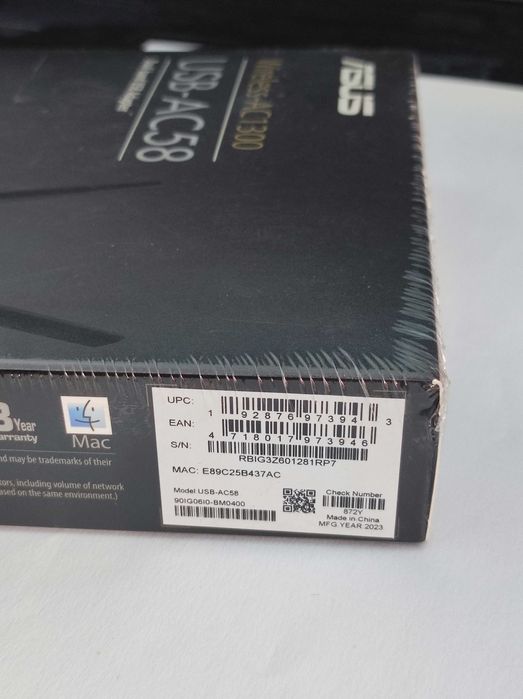 ASUS
Wireless-AC1300
USB-AC58
3 Year
warranty
Mac
nd may be trademarks of their
tors, including volume of network
ased on the same environment.)
UPC:
1 92876 97394 3
EAN:
4 718017 973946
S/N:
RBIG3Z601281RP7
MAC: E89C25B437AC
Model USB-AC58
90IG06I0-BM0400
Check Number
872Y
Made in China
MFG YEAR 2023